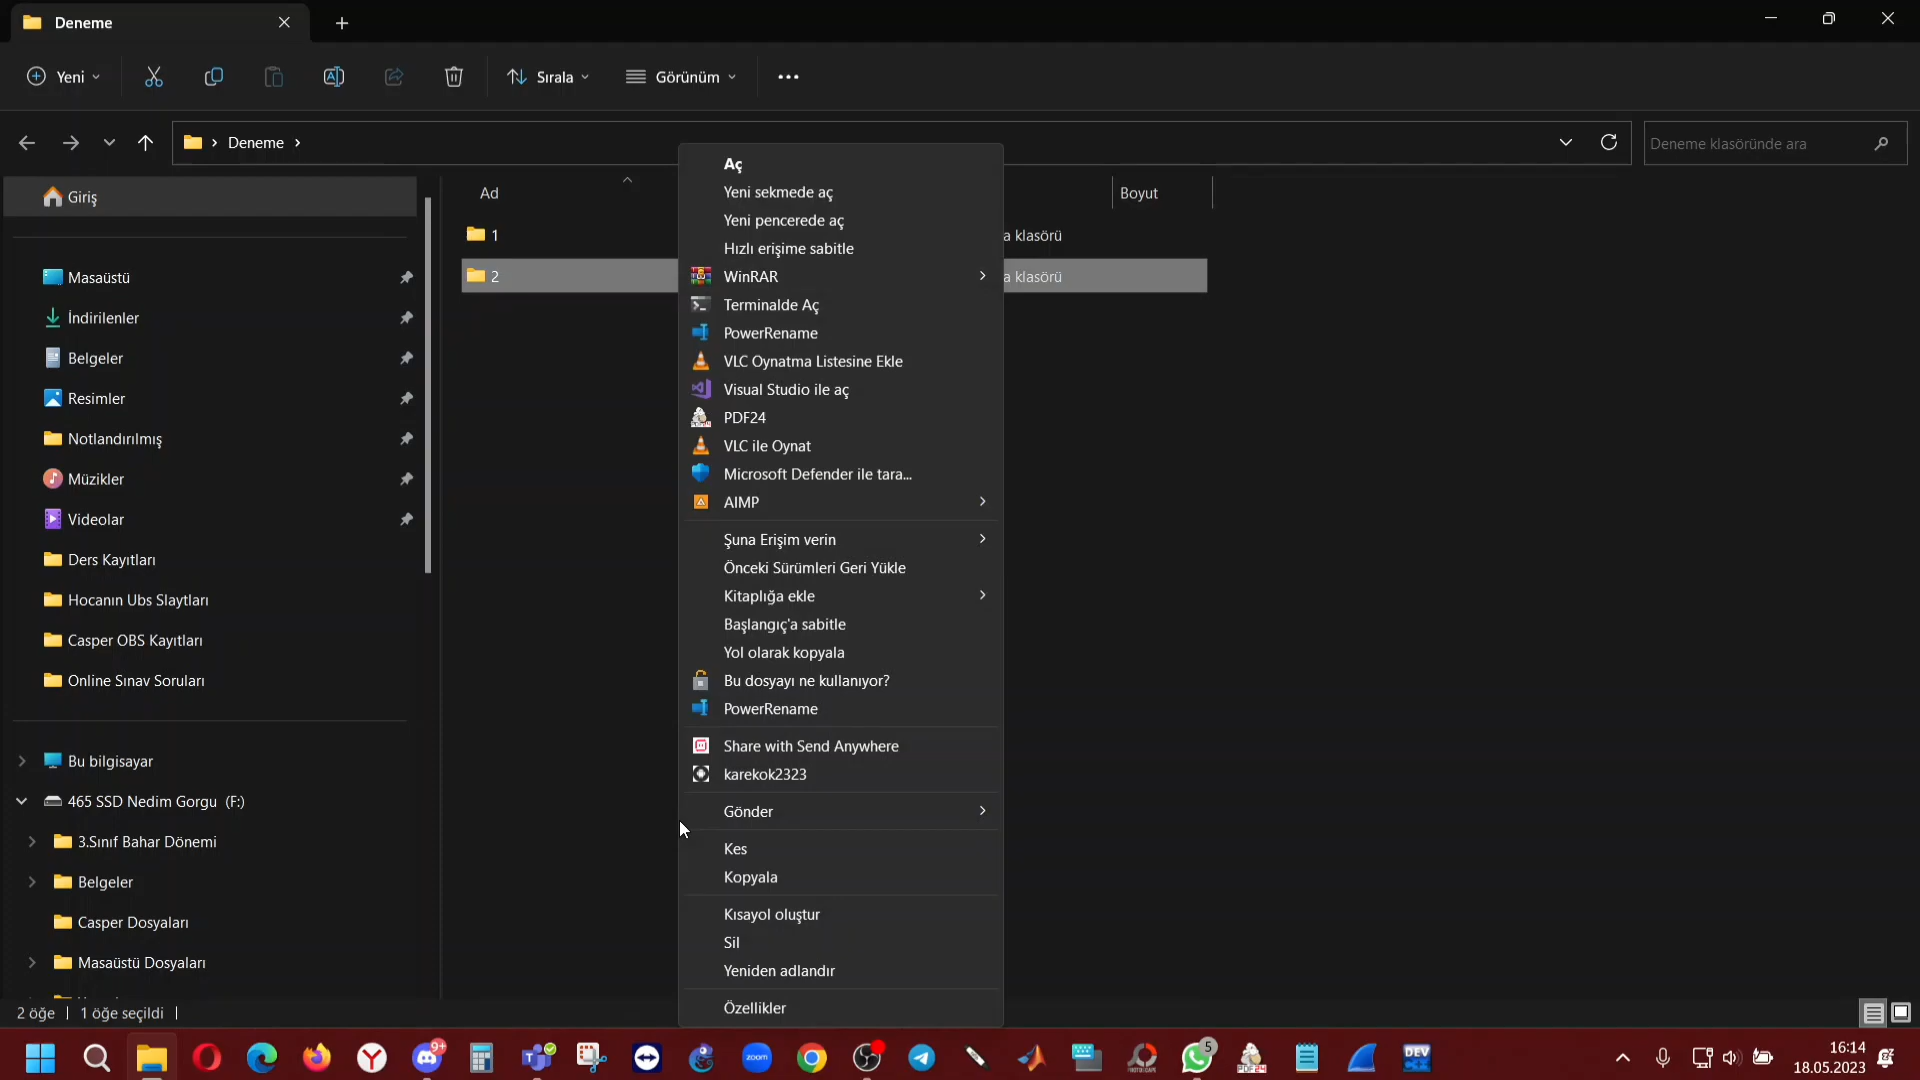 Deneme
Yeni
Sırala
Görünüm
Deneme
Deneme klasöründe ara
Giriş
Masaüstü
İndirilenler
Belgeler
Resimler
Notlandırılmış
Müzikler
Videolar
Ders Kayıtları
Hocanın Ubs Slaytları
Casper OBS Kayıtları
Online Sınav Soruları
Bu bilgisayar
465 SSD Nedim Gorgu (F:)
3.Sınıf Bahar Dönemi
Belgeler
Casper Dosyaları
Masaüstü Dosyaları
Ad
Boyut
1
a klasörü
2
a klasörü
Aç
Yeni sekmede aç
Yeni pencerede aç
Hızlı erişime sabitle
WinRAR
Terminalde Aç
PowerRename
VLC Oynatma Listesine Ekle
Visual Studio ile aç
PDF24
VLC ile Oynat
Microsoft Defender ile tara...
AIMP
Şuna Erişim verin
Önceki Sürümleri Geri Yükle
Kitaplığa ekle
Başlangıç'a sabitle
Yol olarak kopyala
Bu dosyayı ne kullanıyor?
PowerRename
Share with Send Anywhere
karekok2323
Gönder
Kes
Kopyala
Kısayol oluştur
Sil
Yeniden adlandır
Özellikler
2 öğe
1 öğe seçildi
9+
zoom
5
PDF24
DEV
16:14
18.05.2023